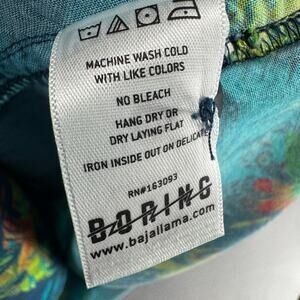 MACHINE WASH COLD
WITH LIKE COLORS
NO BLEACH
HANG DRY OR
DRY LAYING FLAT
IRON INSIDE OUT ON DELICATE
RN#163093
BORING
www.bajallama.com